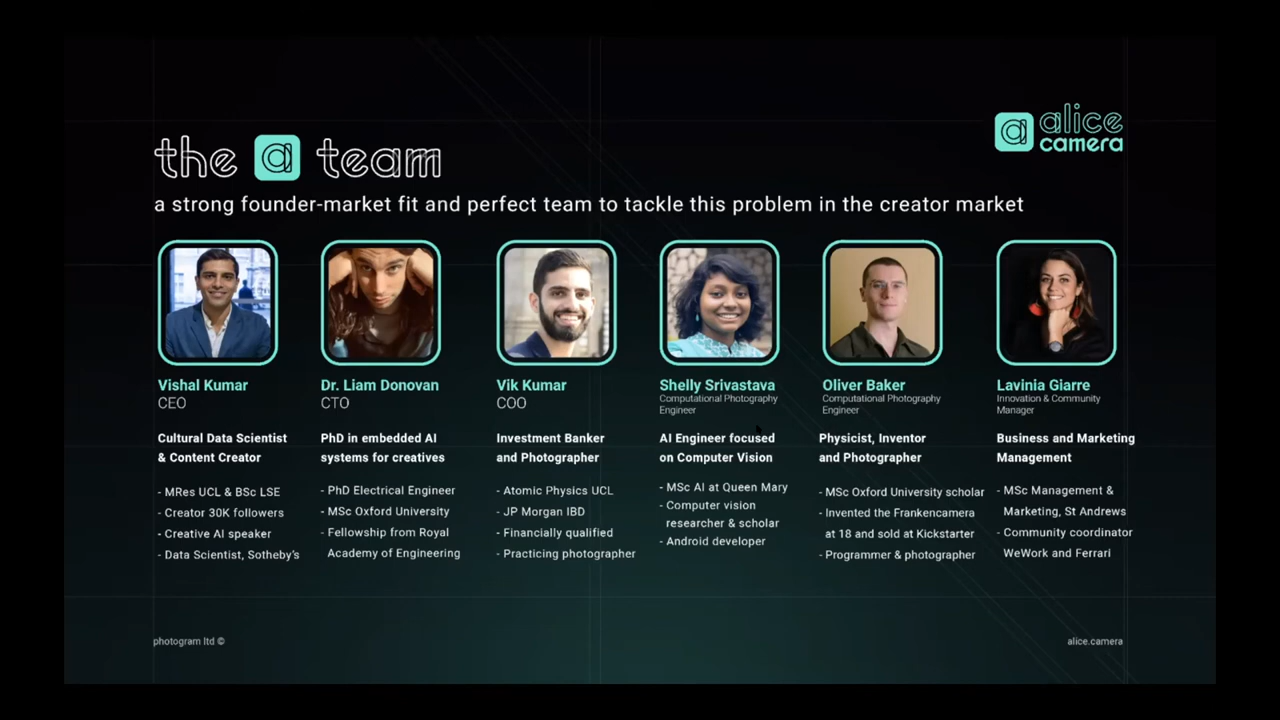 alice
camera
the a team
a strong founder-market fit and perfect team to tackle this problem in the creator market
Vishal Kumar
CEO
Cultural Data Scientist
& Content Creator
- MRes UCL & BSc LSE
- Creator 30K followers
- Creative AI speaker
- Data Scientist, Sotheby's
Dr. Liam Donovan
CTO
PhD in embedded AI
systems for creatives
- PhD Electrical Engineer
- MSc Oxford University
- Fellowship from Royal
Academy of Engineering
Vik Kumar
COO
Investment Banker
and Photographer
- Atomic Physics UCL
- JP Morgan IBD
- Financially qualified
- Practicing photographer
Shelly Srivastava
Computational Photography
Engineer
AI Engineer focused
on Computer Vision
- MSc AI at Queen Mary
- Computer vision
researcher & scholar
- Android developer
Oliver Baker
Computational Photography
Engineer
Physicist, Inventor
and Photographer
- MSc Oxford University scholar
- Invented the Frankencamera
at 18 and sold at Kickstarter
- Programmer & photographer
Lavinia Giarre
Innovation & Community
Manager
Business and Marketing
Management
- MSc Management &
Marketing, St Andrews
- Community coordinator
WeWork and Ferrari
photogram ltd ©
alice.camera